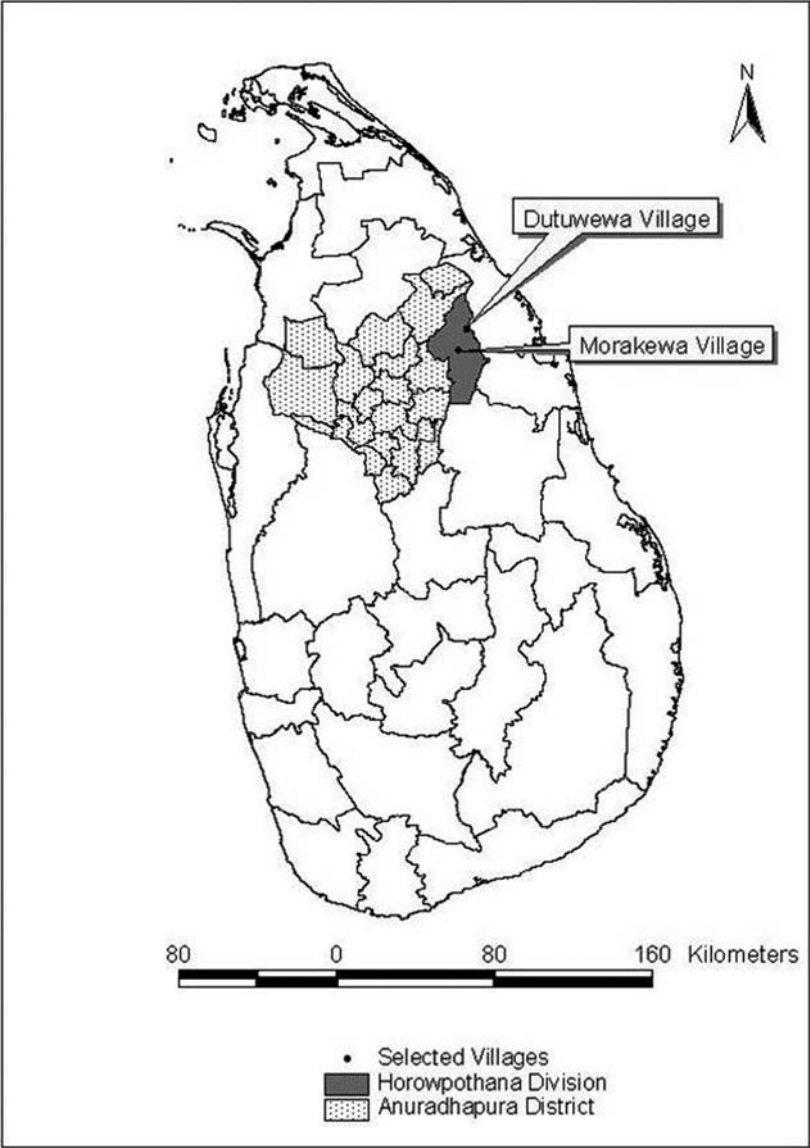 N
Dutuwewa Village
Morakewa Village
80 0 80 160 Kilometers
Selected Villages
Horowpothana Division
Anuradhapura District